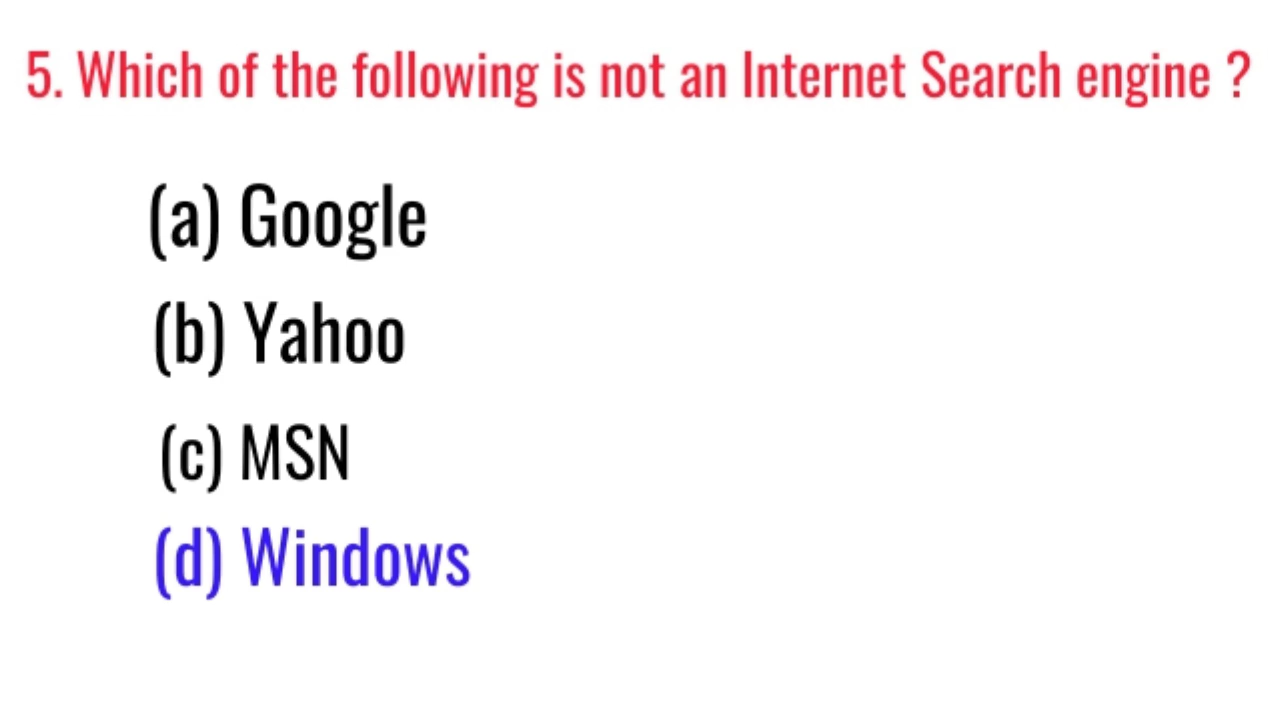 5. Which of the following is not an Internet Search engine ?
(a) Google
(b) Yahoo
(c) MSN
(d) Windows